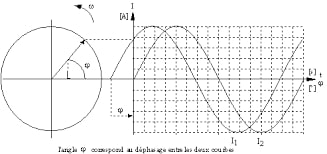 ω
I
[A]
φ
I
φ
[s] t
[°] φ
I₁ I₂
l'angle φ correspond au déphasage entre les deux courbes